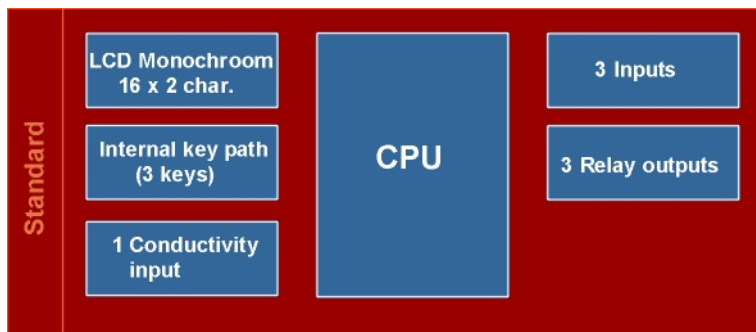 Standard
LCD Monochroom
16 x 2 char.
Internal key path
(3 keys)
1 Conductivity
input
CPU
3 Inputs
3 Relay outputs